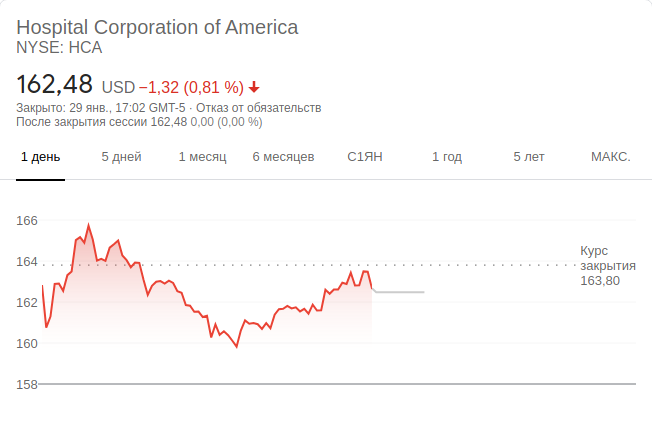 Hospital Corporation of America
NYSE: HCA
162,48 USD −1,32 (0,81 %)
Закрыто: 29 янв., 17:02 GMT-5 · Отказ от обязательств
После закрытия сессии 162,48 0,00 (0,00 %)
1 день 5 дней 1 месяц 6 месяцев С1ЯН 1 год 5 лет МАКС.
166
164
162
160
158
Курс
закрытия
163,80